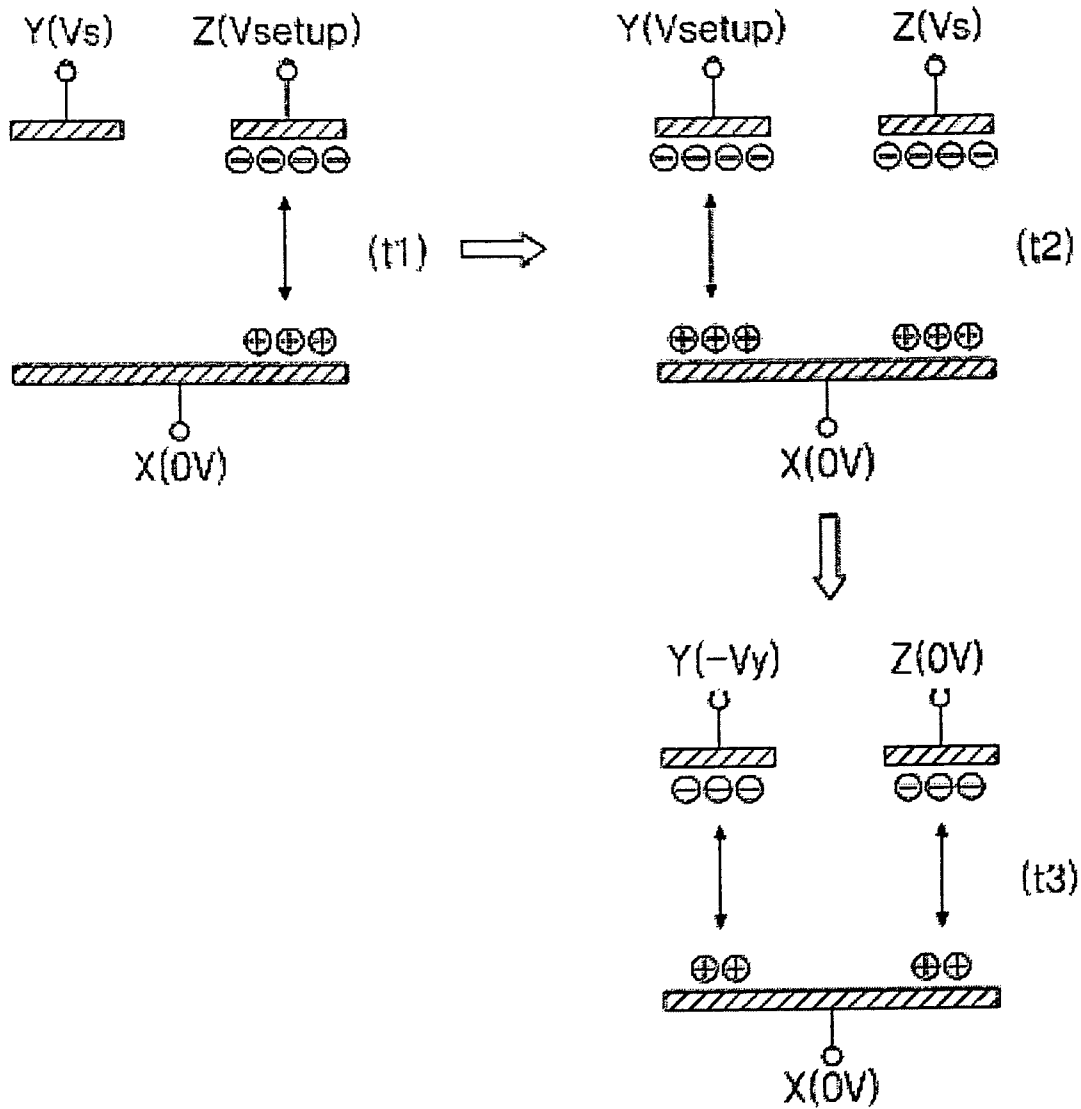 Y(Vs) Z(Vsetup)
(t1)
X(0V)
Y(Vsetup) Z(Vs)
(t2)
X(0V)
Y(-Vy) Z(0V)
(t3)
X(0V)